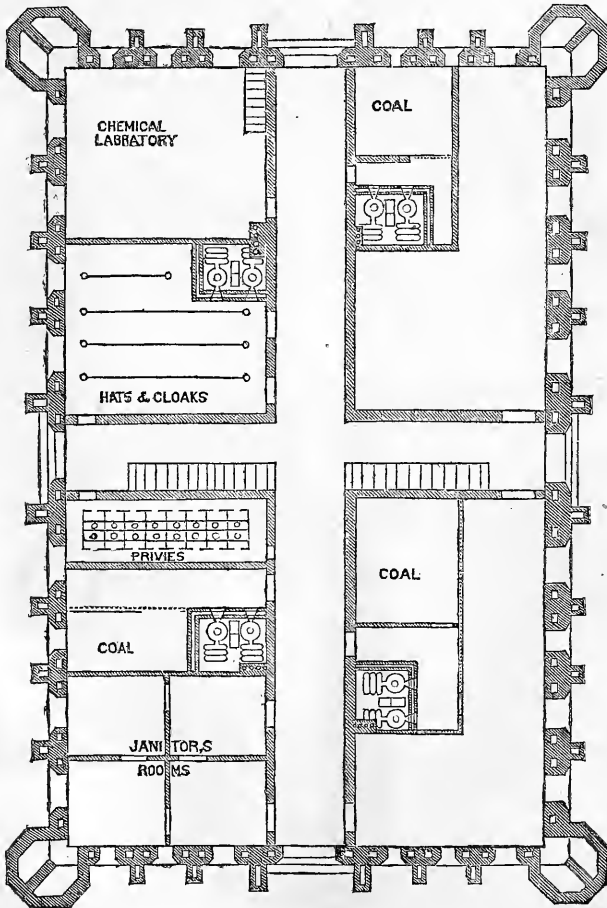 CHEMICAL
LABRATORY
COAL
HATS & CLOAKS
PRIVIES
COAL
COAL
JANITOR,S
ROOMS